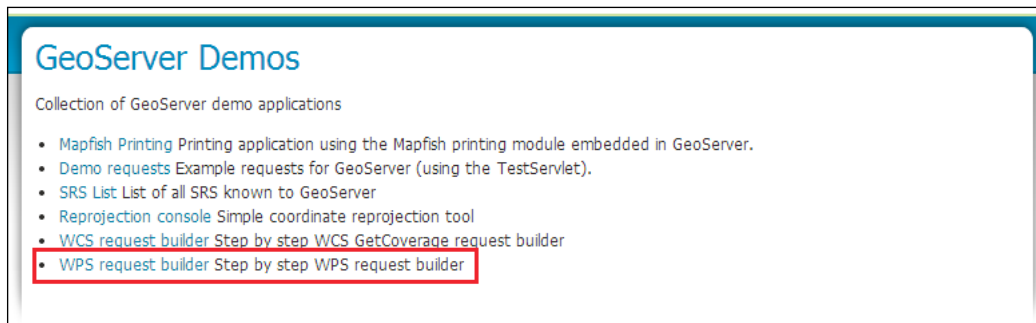 GeoServer Demos
Collection of GeoServer demo applications
• Mapfish Printing Printing application using the Mapfish printing module embedded in GeoServer.
• Demo requests Example requests for GeoServer (using the TestServlet).
• SRS List List of all SRS known to GeoServer
• Reprojection console Simple coordinate reprojection tool
• WCS request builder Step by step WCS GetCoverage request builder
• WPS request builder Step by step WPS request builder